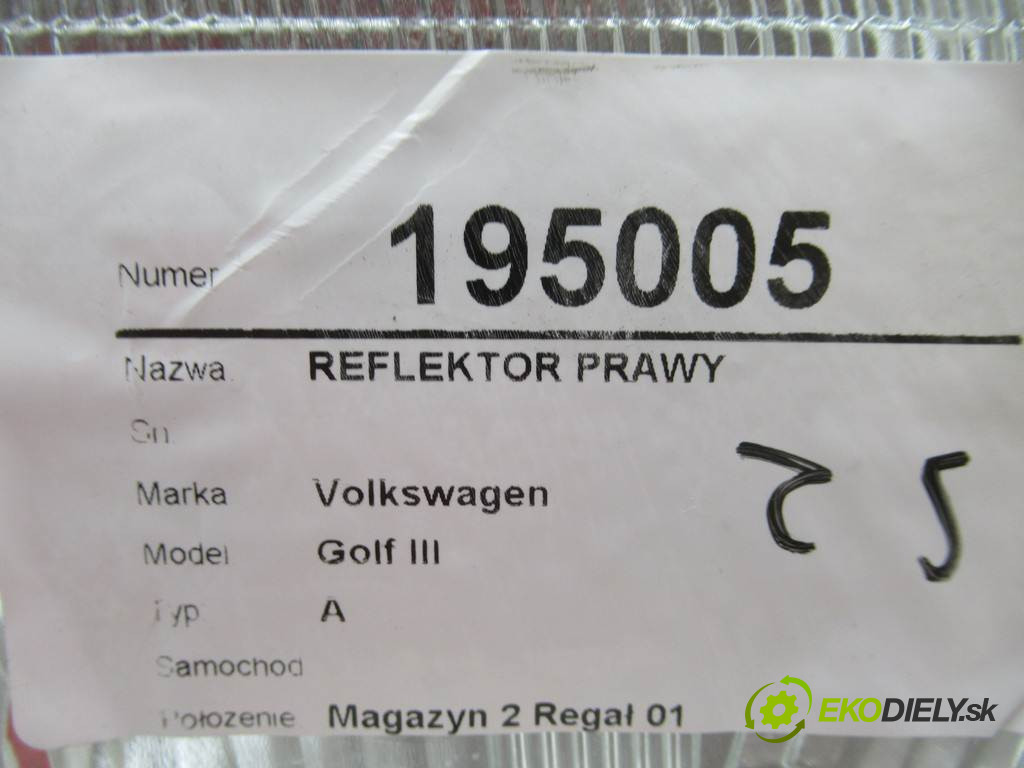 Numer 195005
Nazwa REFLEKTOR PRAWY
Sn.
Marka Volkswagen
Model Golf III
Typ A
Samochod
Położenie Magazyn 2 Regał 01
EKODIELY.sk